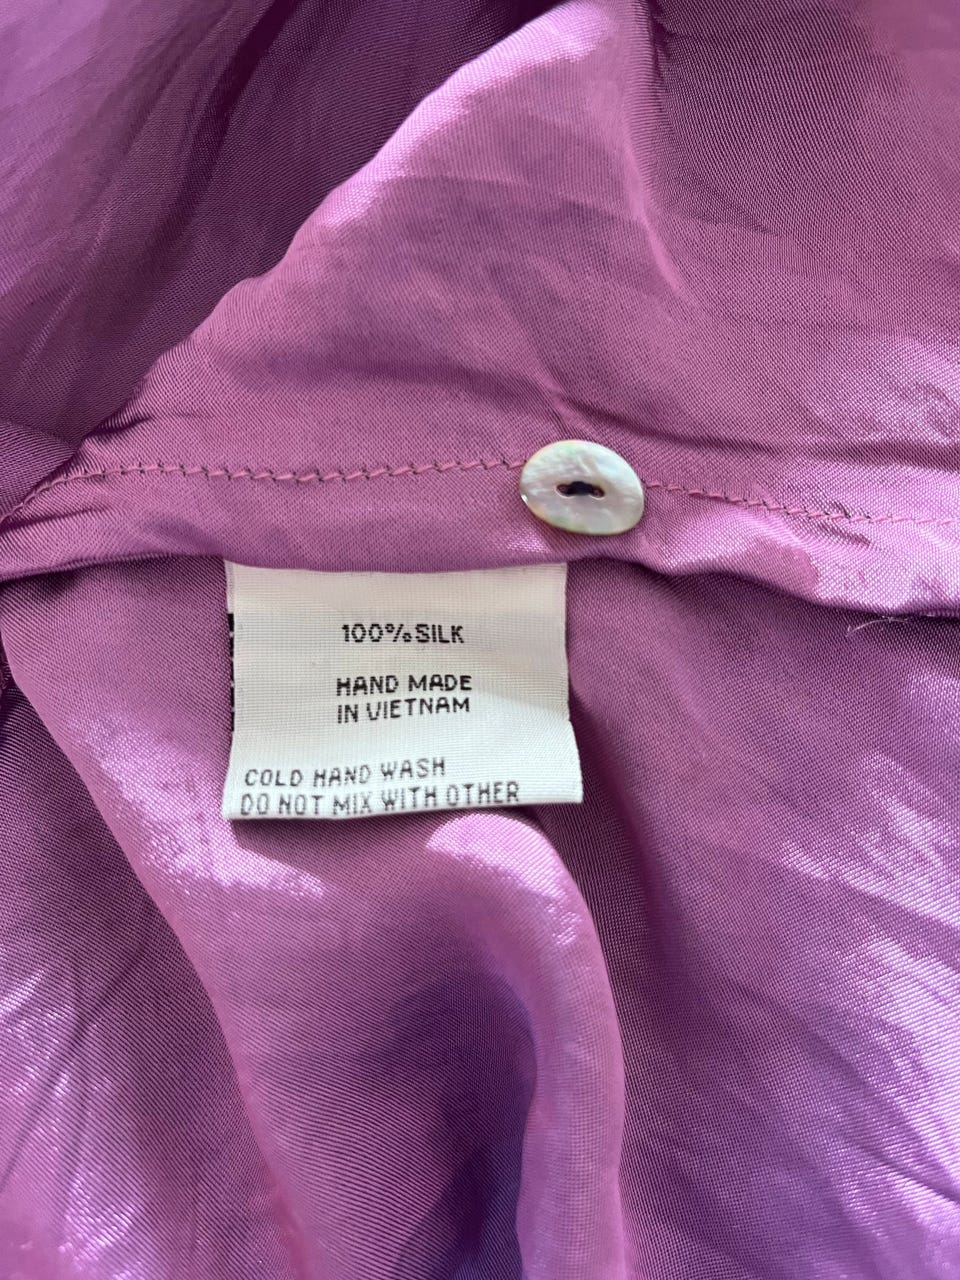 100% SILK
HAND MADE
IN VIETNAM
COLD HAND WASH
DO NOT MIX WITH OTHER